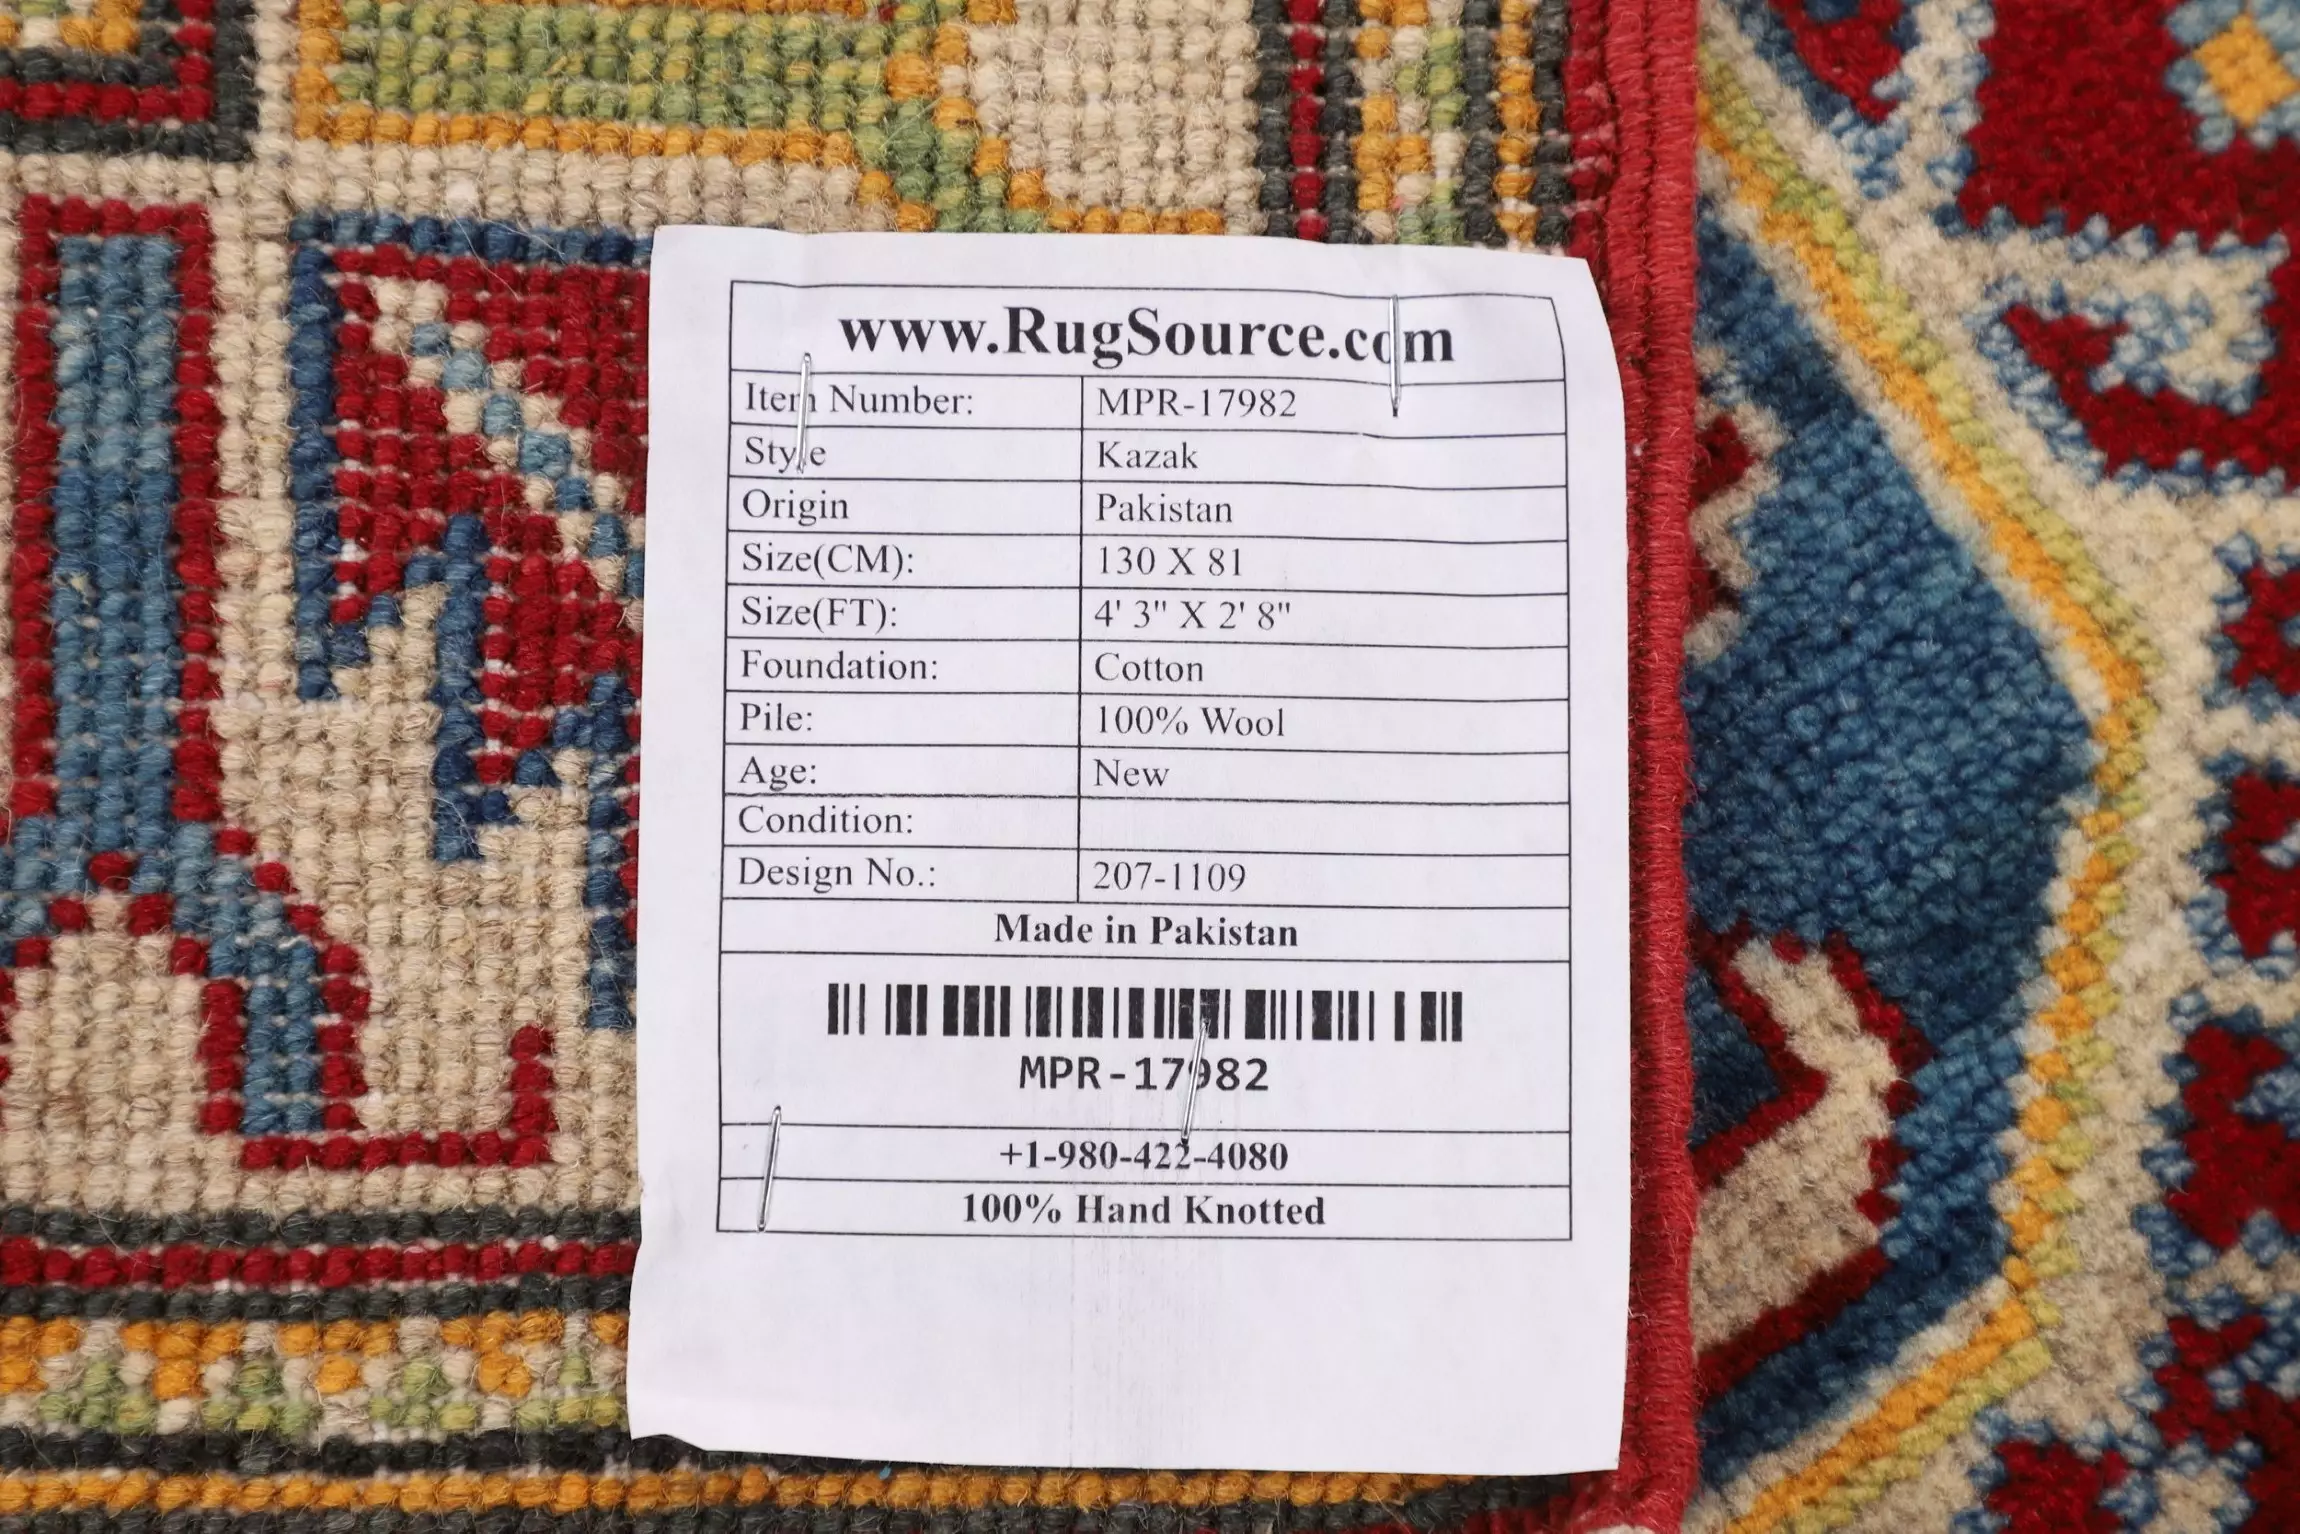 www.RugSource.com
Item Number: MPR-17982
Style Kazak
Origin Pakistan
Size(CM): 130 X 81
Size(FT): 4' 3" X 2' 8"
Foundation: Cotton
Pile: 100% Wool
Age: New
Condition:
Design No.: 207-1109
Made in Pakistan
MPR-17982
+1-980-422-4080
100% Hand Knotted